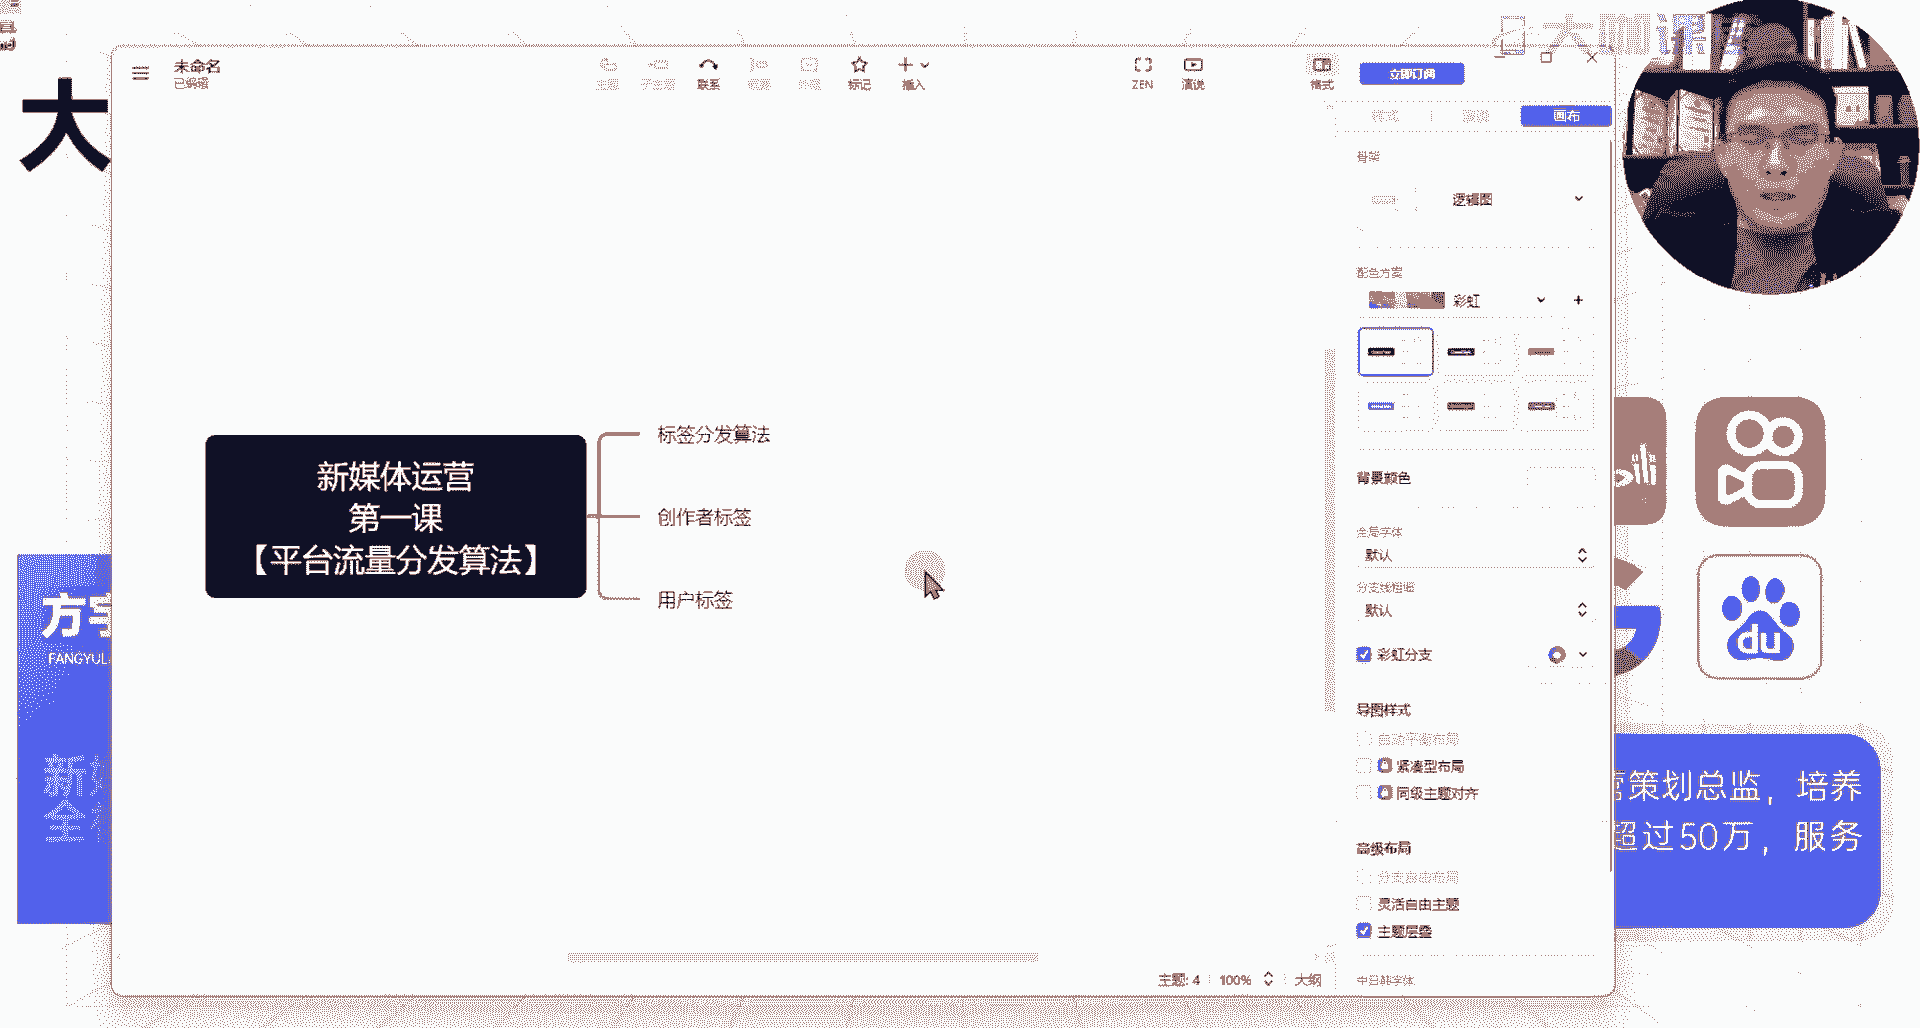 大
未命名
已编辑
主题
子主题
联系
标记
插入
ZEN
演说
格式
立即订阅
样式
演说
画布
骨架
逻辑图
配色方案
彩虹
背景颜色
全局字体
默认
分支线粗细
默认
彩虹分支
导图样式
自动平衡布局
紧凑型布局
同级主题对齐
高级布局
分支自由布局
灵活自由主题
主题层叠
中日韩字体
新媒体运营
第一课
【平台流量分发算法】
标签分发算法
创作者标签
用户标签
主题: 4
100%
大纲
大咖课堂
方宇
FANGYUL
新媒
全
du
营策划总监，培养
超过50万，服务